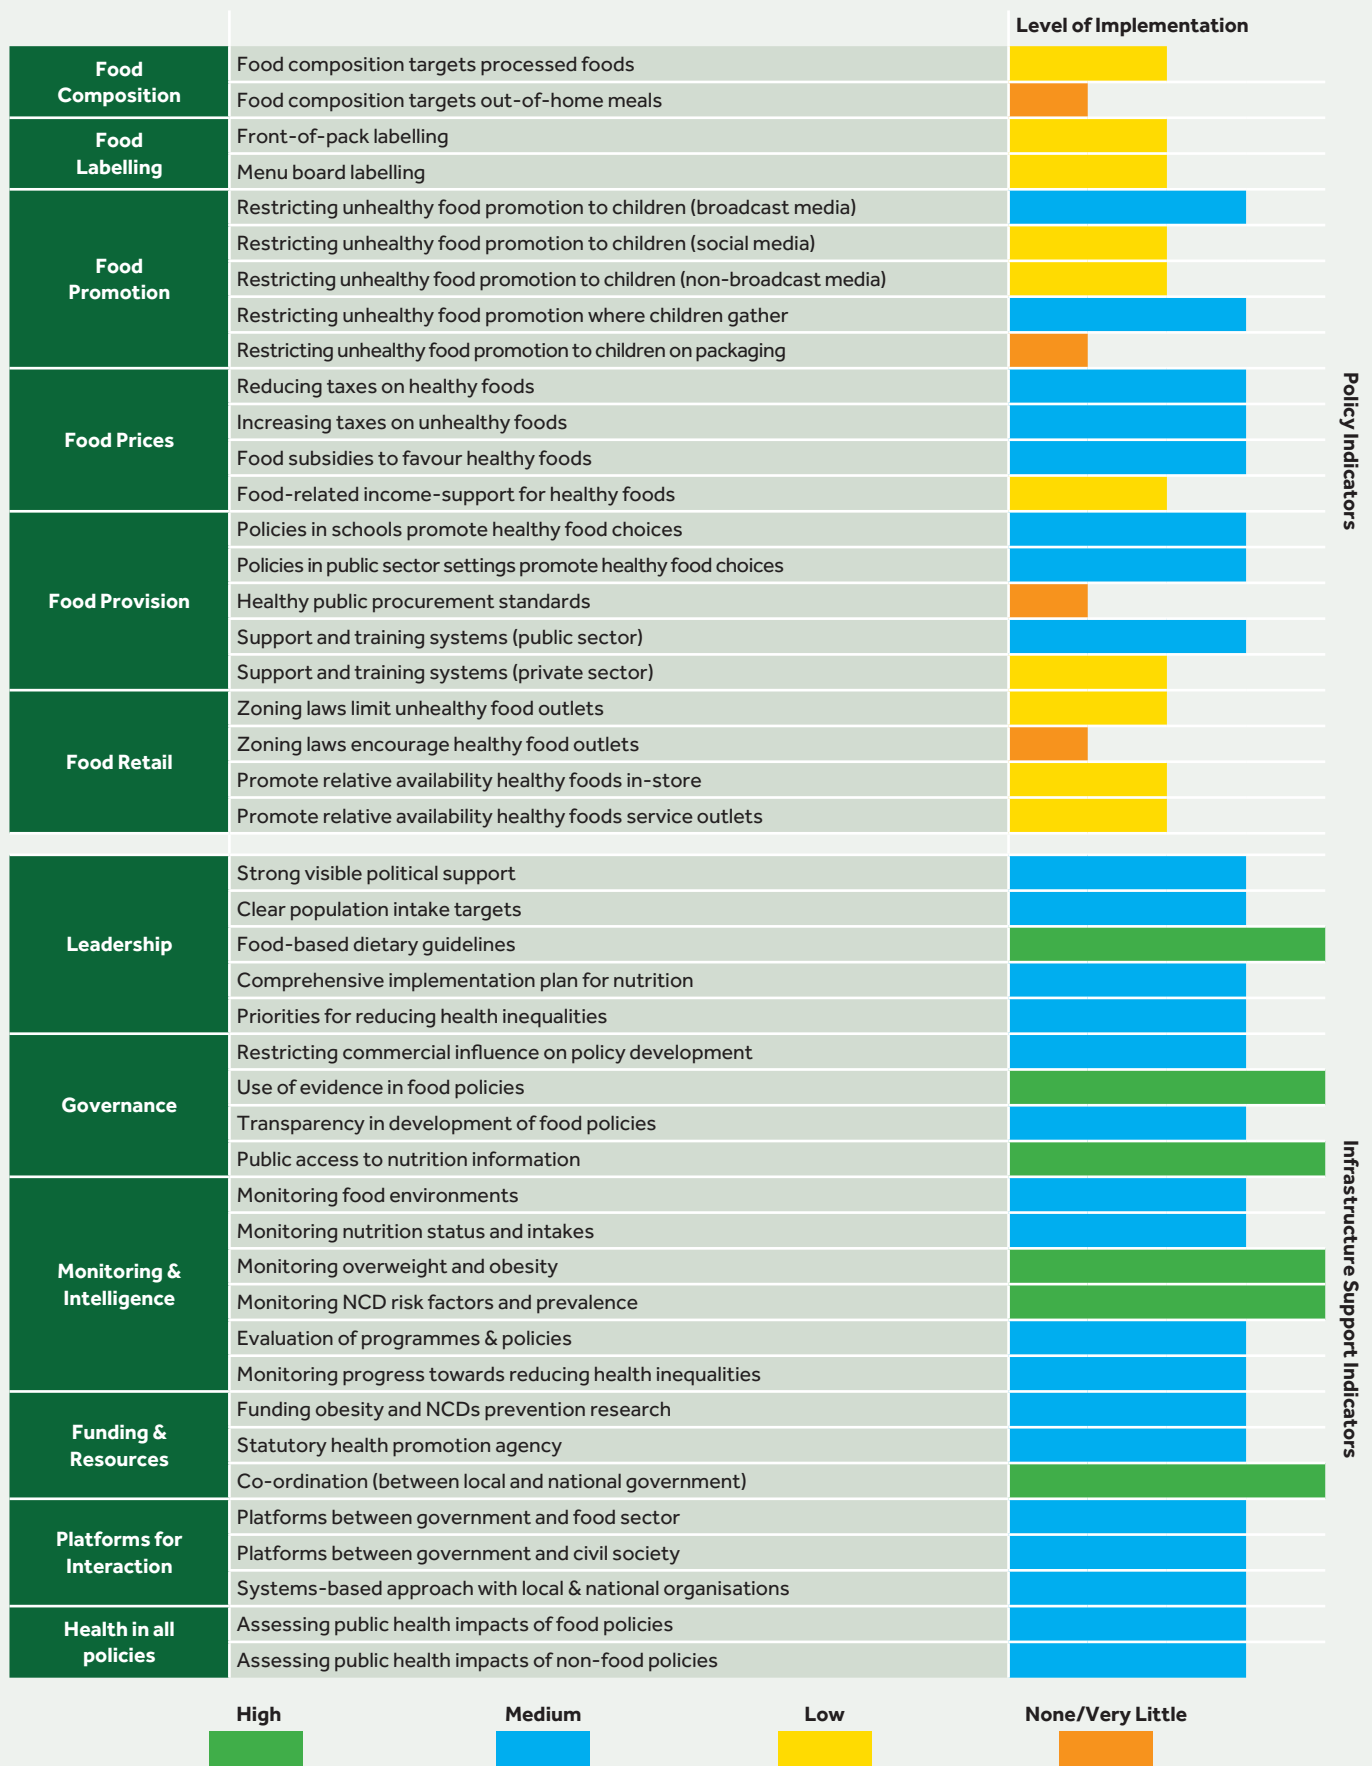 Level of Implementation
Food
Composition
Food composition targets processed foods
Food composition targets out-of-home meals
Food
Labelling
Front-of-pack labelling
Menu board labelling
Food
Promotion
Restricting unhealthy food promotion to children (broadcast media)
Restricting unhealthy food promotion to children (social media)
Restricting unhealthy food promotion to children (non-broadcast media)
Restricting unhealthy food promotion where children gather
Restricting unhealthy food promotion to children on packaging
Food Prices
Reducing taxes on healthy foods
Increasing taxes on unhealthy foods
Food subsidies to favour healthy foods
Food-related income-support for healthy foods
Food Provision
Policies in schools promote healthy food choices
Policies in public sector settings promote healthy food choices
Healthy public procurement standards
Support and training systems (public sector)
Support and training systems (private sector)
Food Retail
Zoning laws limit unhealthy food outlets
Zoning laws encourage healthy food outlets
Promote relative availability healthy foods in-store
Promote relative availability healthy foods service outlets
Policy Indicators
Leadership
Strong visible political support
Clear population intake targets
Food-based dietary guidelines
Comprehensive implementation plan for nutrition
Priorities for reducing health inequalities
Governance
Restricting commercial influence on policy development
Use of evidence in food policies
Transparency in development of food policies
Public access to nutrition information
Monitoring &
Intelligence
Monitoring food environments
Monitoring nutrition status and intakes
Monitoring overweight and obesity
Monitoring NCD risk factors and prevalence
Evaluation of programmes & policies
Monitoring progress towards reducing health inequalities
Funding &
Resources
Funding obesity and NCDs prevention research
Statutory health promotion agency
Co-ordination (between local and national government)
Platforms for
Interaction
Platforms between government and food sector
Platforms between government and civil society
Systems-based approach with local & national organisations
Health in all
policies
Assessing public health impacts of food policies
Assessing public health impacts of non-food policies
Infrastructure Support Indicators
High
Medium
Low
None/Very Little